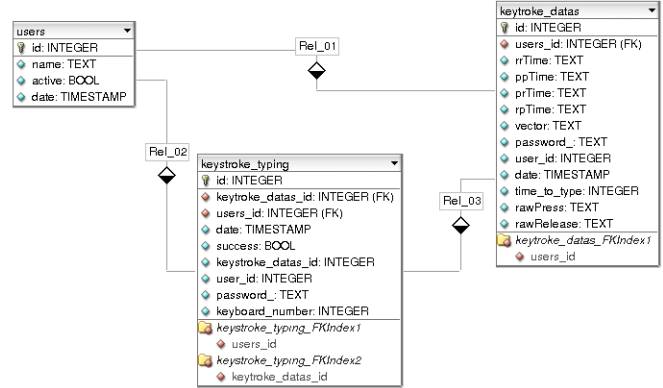 users
id: INTEGER
name: TEXT
active: BOOL
date: TIMESTAMP
Rel_01
keytroke_datas
id: INTEGER
users_id: INTEGER (FK)
rrTime: TEXT
ppTime: TEXT
prTime: TEXT
rpTime: TEXT
vector: TEXT
password_: TEXT
user_id: INTEGER
date: TIMESTAMP
time_to_type: INTEGER
rawPress: TEXT
rawRelease: TEXT
keytroke_datas_FKIndex1
users_id
Rel_02
keystroke_typing
id: INTEGER
keytroke_datas_id: INTEGER (FK)
users_id: INTEGER (FK)
date: TIMESTAMP
success: BOOL
keystroke_datas_id: INTEGER
user_id: INTEGER
password_: TEXT
keyboard_number: INTEGER
keystroke_typing_FKIndex1
users_id
keystroke_typing_FKIndex2
keytroke_datas_id
Rel_03